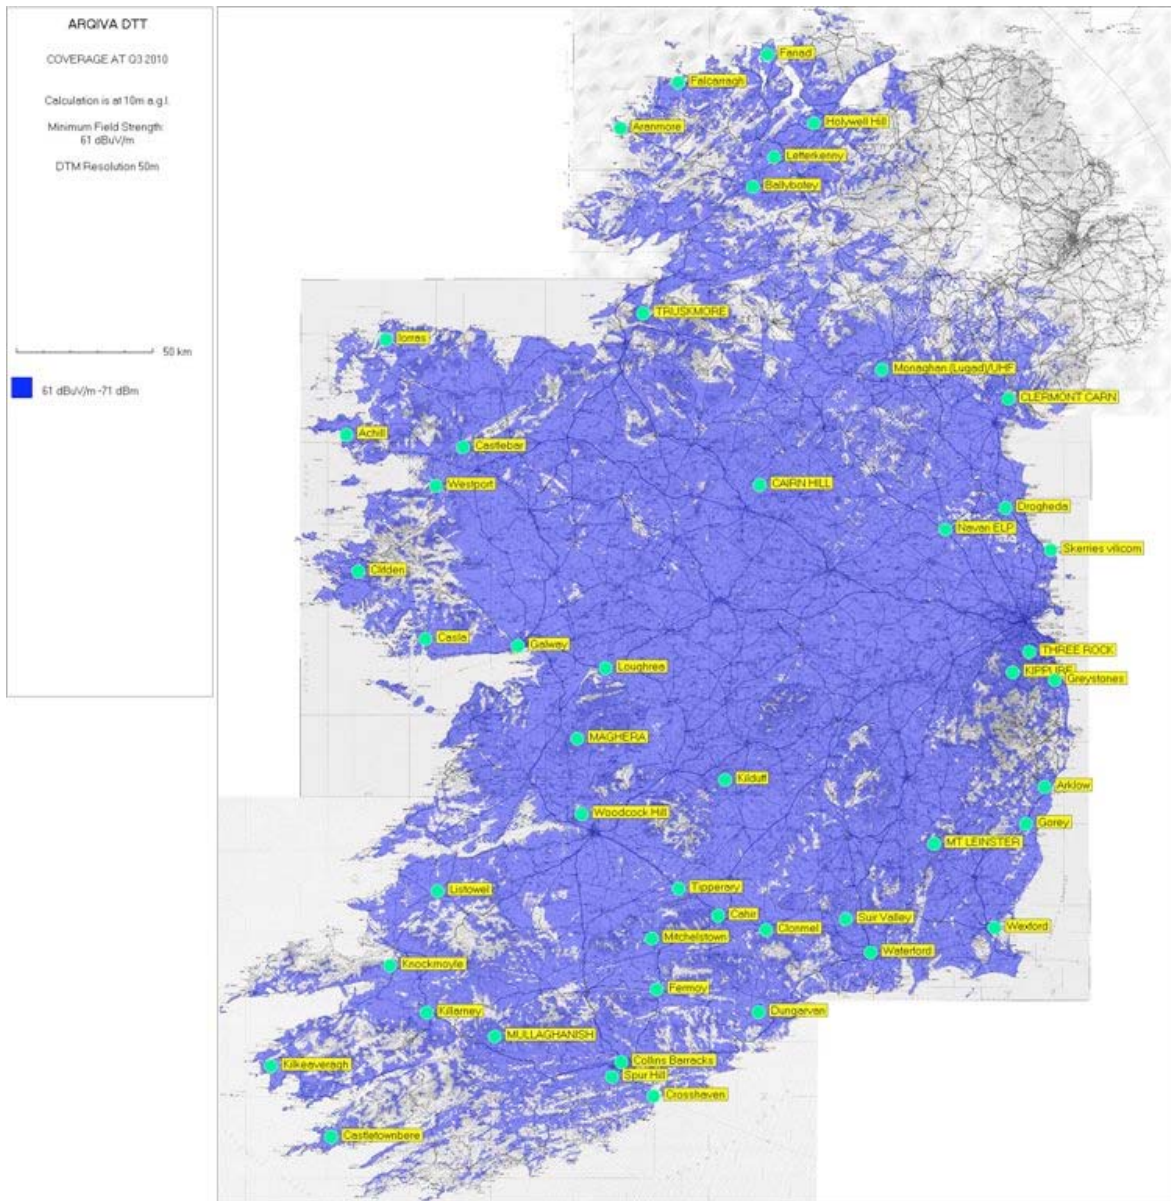 ARQIVA DTT
COVERAGE AT Q3 2010
Calculation is at 10m a.g.l.
Minimum Field Strength:
61 dBuV/m
DTM Resolution 50m
50 km
61 dBuV/m -71 dBm
Fanad
Falcarragh
Aranmore
Holywell Hill
Letterkenny
Ballybofey
TRUSKMORE
Iorras
Monaghan (Lugad)/UHF
CLERMONT CARN
Achill
Castlebar
Westport
CAIRN HILL
Drogheda
Navan ELP
Skerries vilicom
Clifden
Casla
Galway
THREE ROCK
Loughrea
KIPPURE
Greystones
MAGHERA
Kilduff
Arklow
Woodcock Hill
Gorey
MT LEINSTER
Listowel
Tipperary
Cahir
Suir Valley
Clonmel
Wexford
Mitchelstown
Waterford
Knockmoyle
Fermoy
Killarney
Dungarvan
MULLAGHANISH
Collins Barracks
Kilkeaveragh
Spur Hill
Crosshaven
Castletownbere